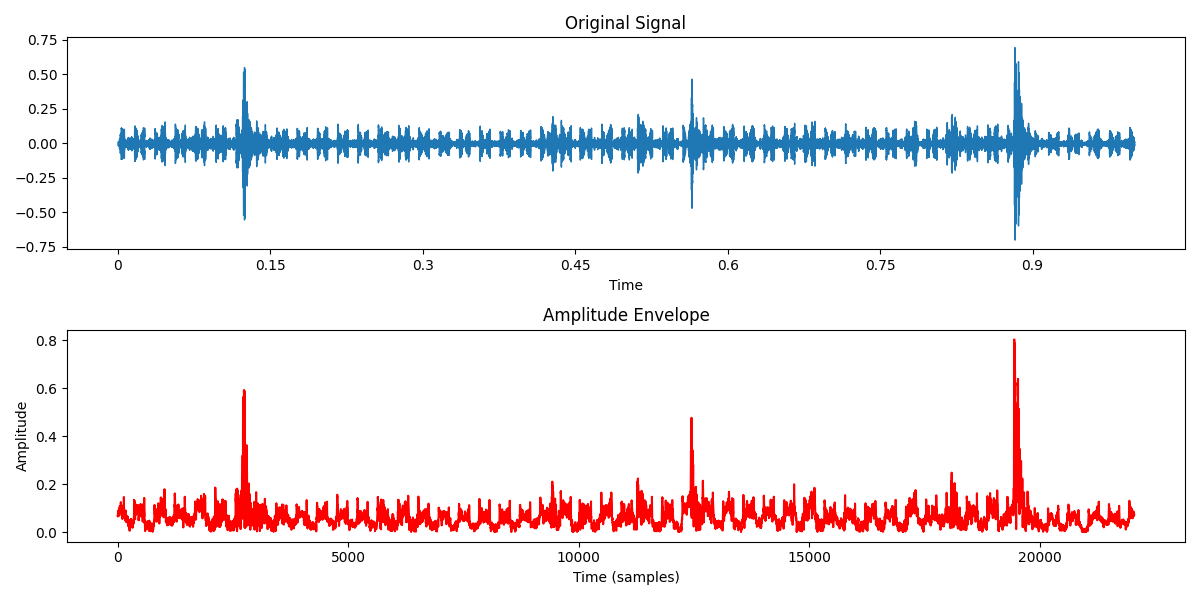 Original Signal
0.75
0.50
0.25
0.00
−0.25
−0.50
−0.75
0 0.15 0.3 0.45 0.6 0.75 0.9
Time
Amplitude Envelope
Amplitude
0.8
0.6
0.4
0.2
0.0
0 5000 10000 15000 20000
Time (samples)